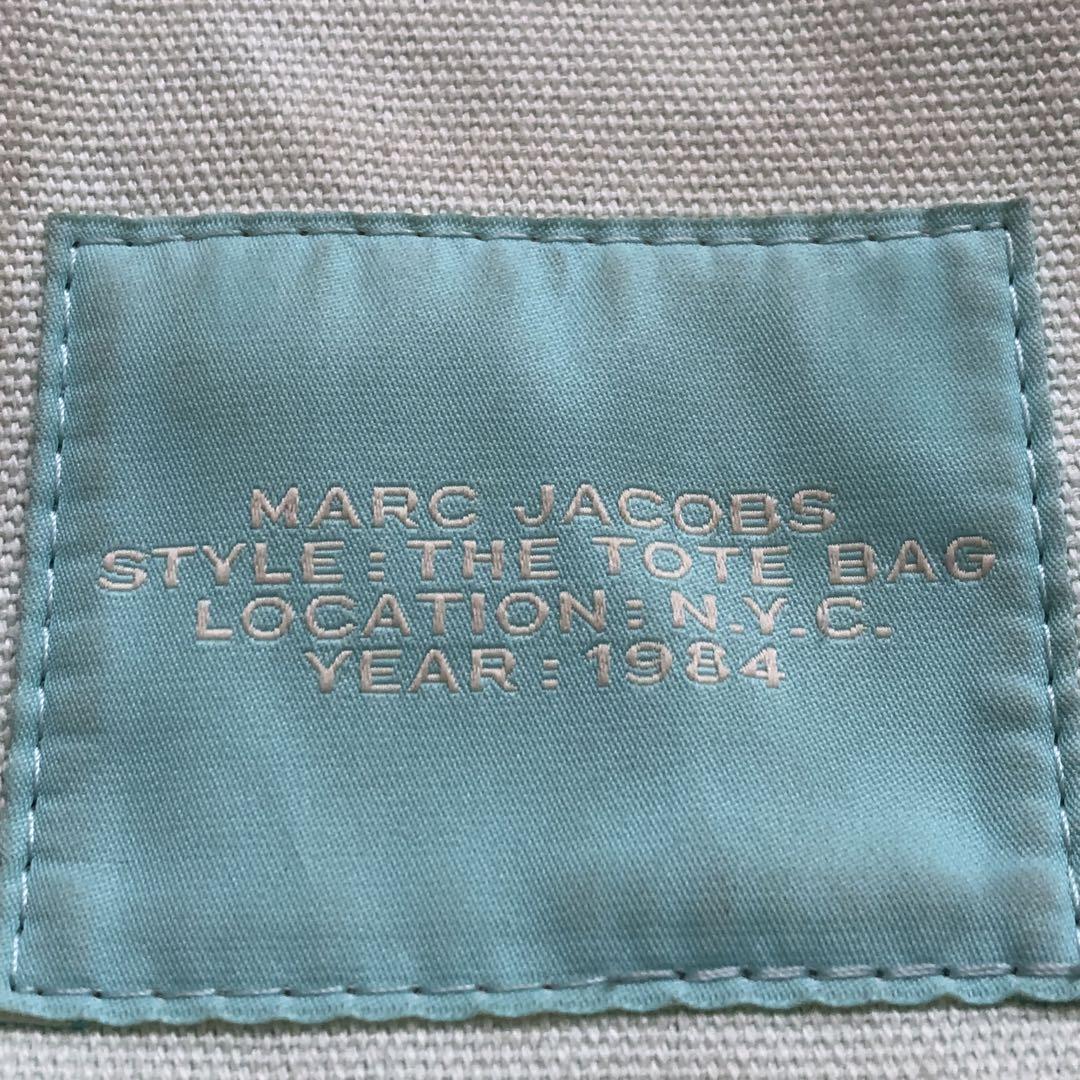 MARC JACOBS
STYLE : THE TOTE BAG
LOCATION : N.Y.C.
YEAR : 1984